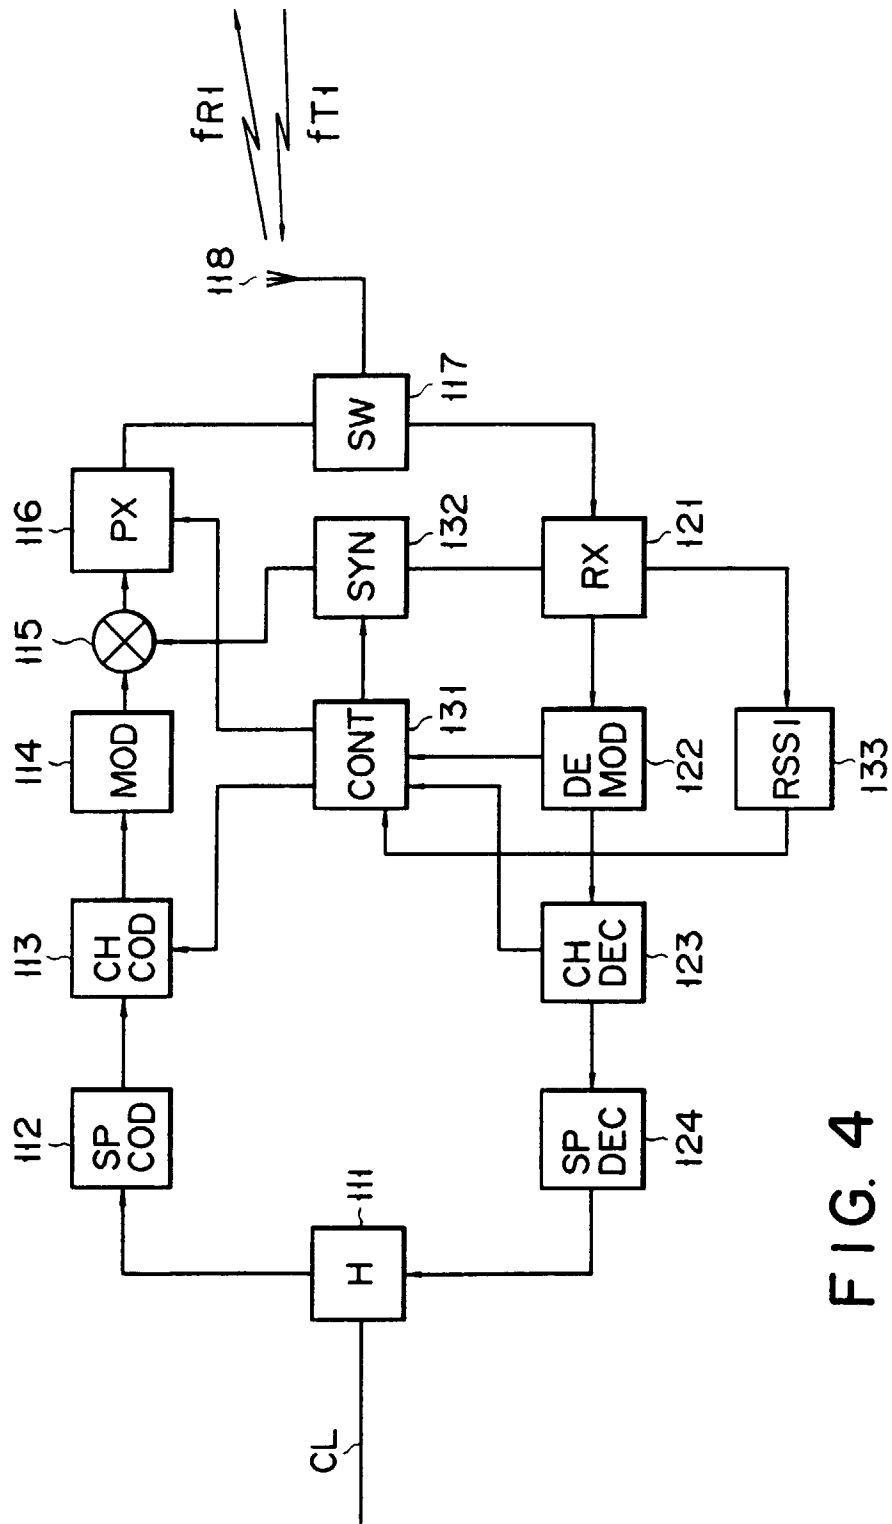 fR1
fT1
112
113
114
115
116
118
SP
COD
CH
COD
MOD
PX
111
131
132
117
CL
H
CONT
SYN
SW
124
123
122
121
SP
DEC
CH
DEC
DE
MOD
RX
RSSI
133
FIG. 4